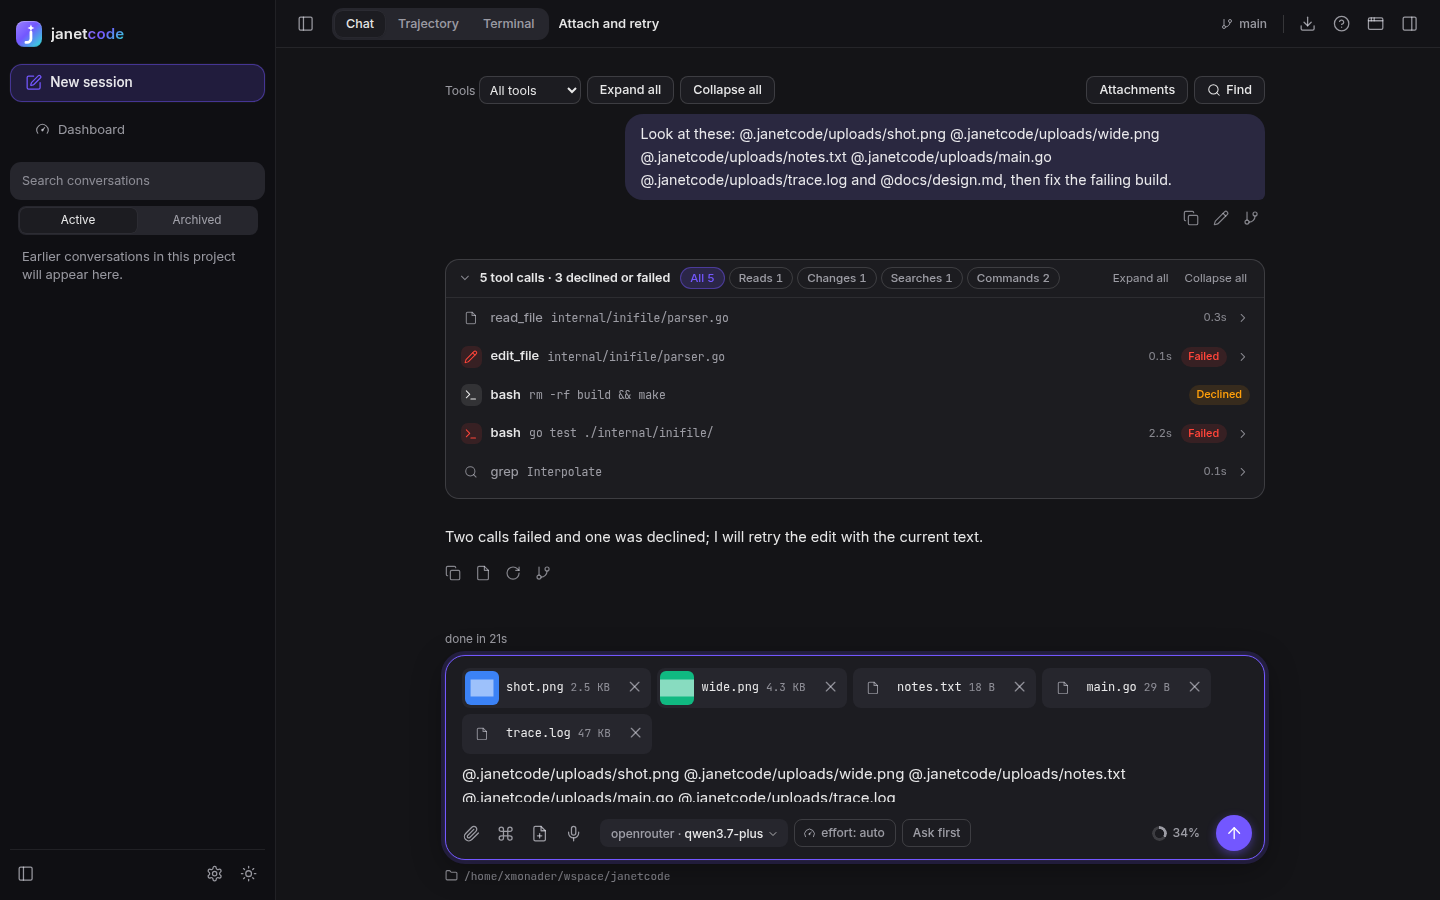 janetcode
New session
Dashboard
Search conversations
Active Archived
Earlier conversations in this project
will appear here.
Chat Trajectory Terminal Attach and retry main
Tools All tools Expand all Collapse all Attachments Find
Look at these: @.janetcode/uploads/shot.png @.janetcode/uploads/wide.png
@.janetcode/uploads/notes.txt @.janetcode/uploads/main.go
@.janetcode/uploads/trace.log and @docs/design.md, then fix the failing build.
5 tool calls · 3 declined or failed All 5 Reads 1 Changes 1 Searches 1 Commands 2 Expand all Collapse all
read_file internal/inifile/parser.go 0.3s
edit_file internal/inifile/parser.go 0.1s Failed
bash rm -rf build && make Declined
bash go test ./internal/inifile/ 2.2s Failed
grep Interpolate 0.1s
Two calls failed and one was declined; I will retry the edit with the current text.
done in 21s
shot.png 2.5 KB wide.png 4.3 KB notes.txt 18 B main.go 29 B
trace.log 47 KB
@.janetcode/uploads/shot.png @.janetcode/uploads/wide.png @.janetcode/uploads/notes.txt
@.janetcode/uploads/main.go @.janetcode/uploads/trace.log
openrouter · qwen3.7-plus effort: auto Ask first 34%
/home/xmonader/wspace/janetcode